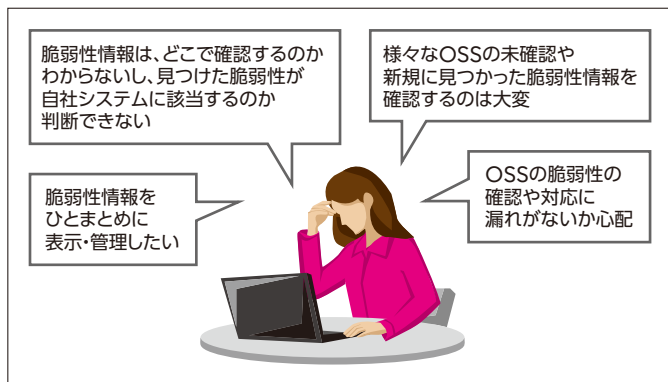 脆弱性情報は、どこで確認するのか
わからないし、見つけた脆弱性が
自社システムに該当するのか
判断できない
様々なOSSの未確認や
新規に見つかった脆弱性情報を
確認するのは大変
脆弱性情報を
ひとまとめに
表示・管理したい
OSSの脆弱性の
確認や対応に
漏れがないか心配